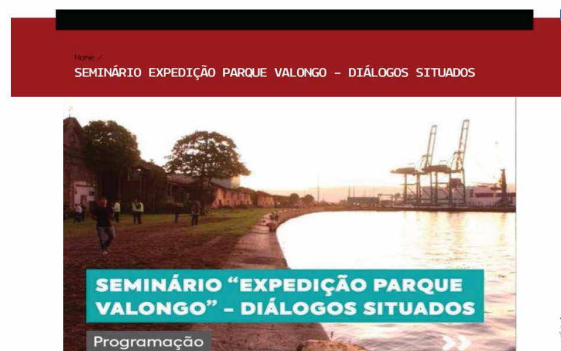 Home /
SEMINÁRIO EXPEDIÇÃO PARQUE VALONGO – DIÁLOGOS SITUADOS
SEMINÁRIO “EXPEDIÇÃO PARQUE
VALONGO” – DIÁLOGOS SITUADOS
Programação